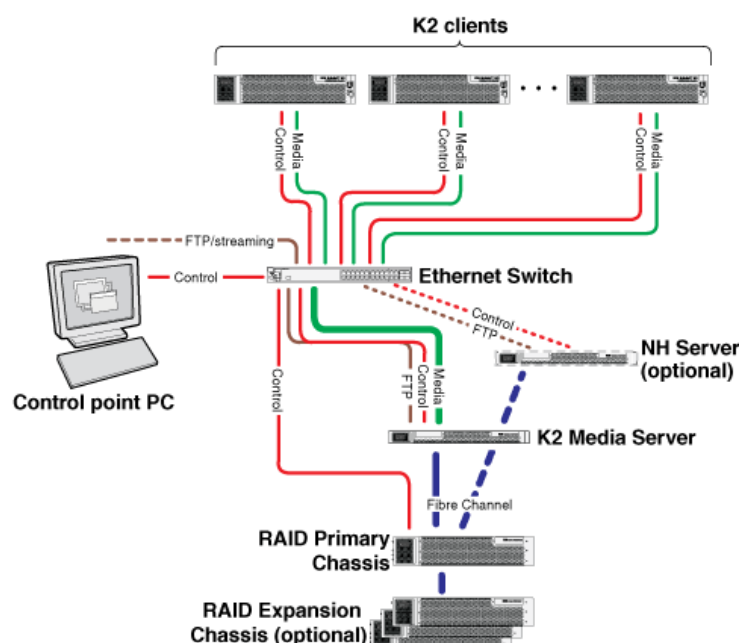 K2 clients
Control
Media
Control
Media
Control
Media
FTP/streaming
Control
Ethernet Switch
Control
FTP
NH Server
(optional)
Control point PC
Control
FTP
Control
Media
K2 Media Server
Fibre Channel
RAID Primary
Chassis
RAID Expansion
Chassis (optional)